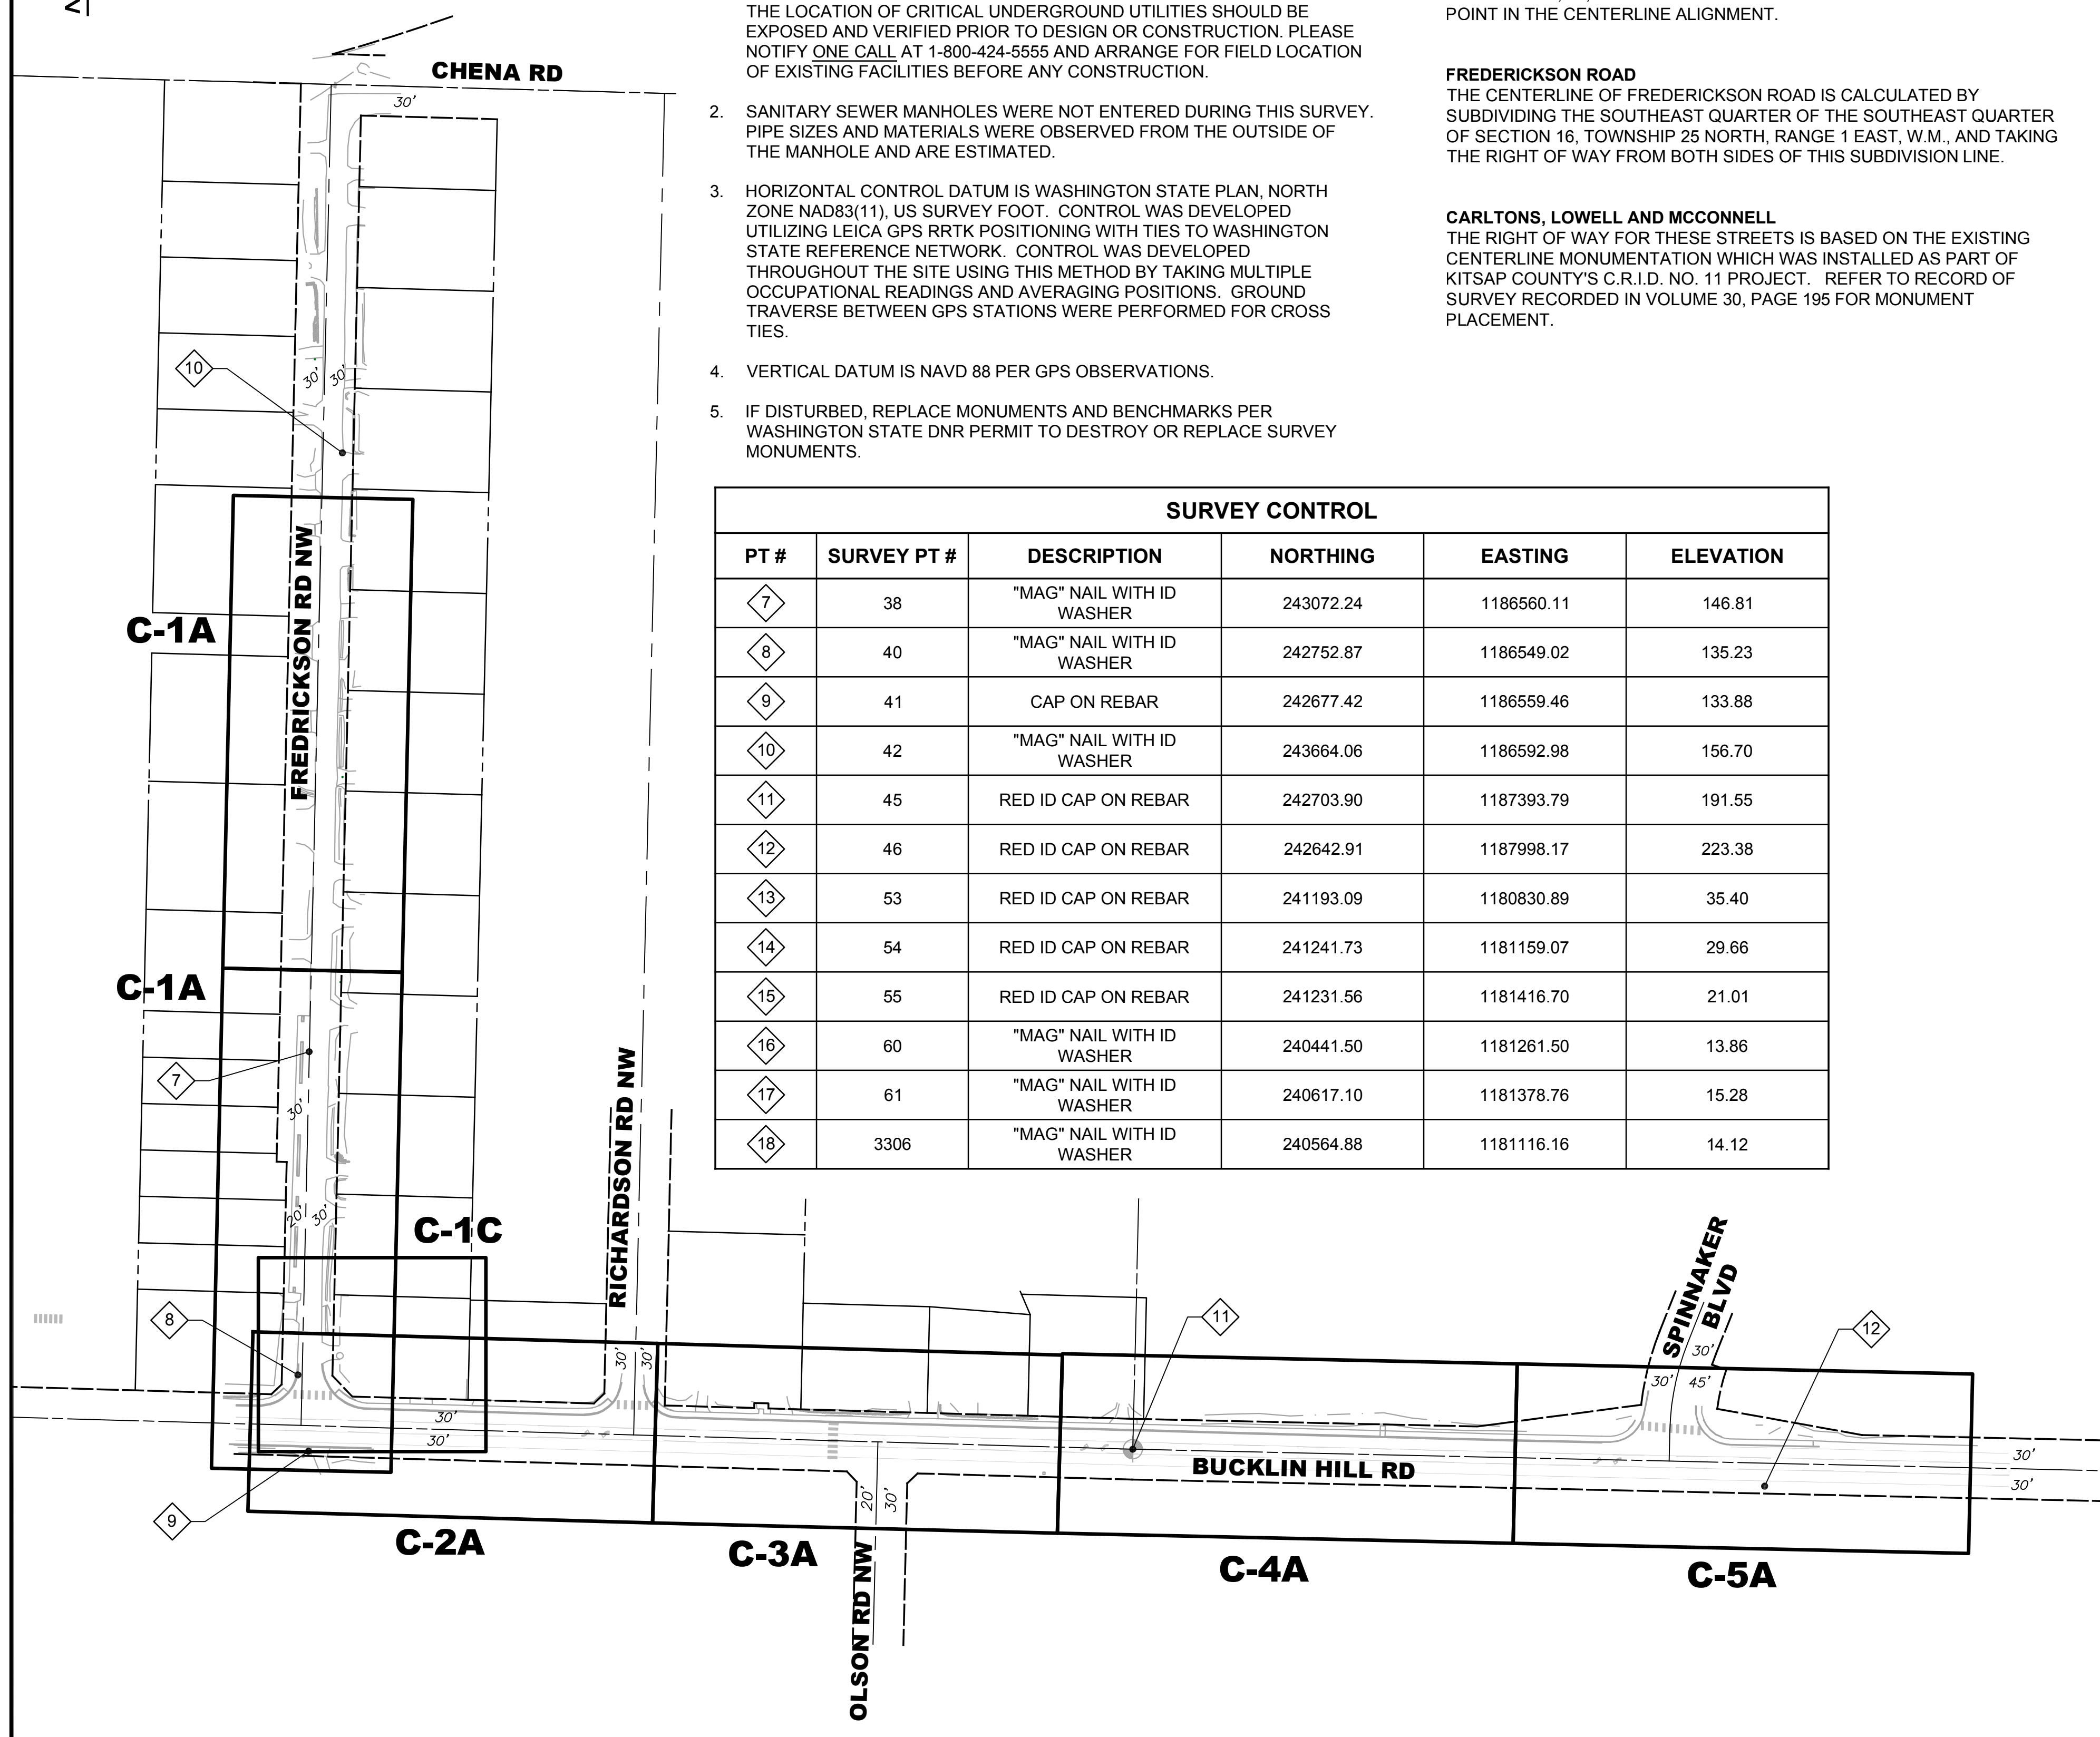 THE LOCATION OF CRITICAL UNDERGROUND UTILITIES SHOULD BE
EXPOSED AND VERIFIED PRIOR TO DESIGN OR CONSTRUCTION. PLEASE
NOTIFY ONE CALL AT 1-800-424-5555 AND ARRANGE FOR FIELD LOCATION
OF EXISTING FACILITIES BEFORE ANY CONSTRUCTION.
2. SANITARY SEWER MANHOLES WERE NOT ENTERED DURING THIS SURVEY.
PIPE SIZES AND MATERIALS WERE OBSERVED FROM THE OUTSIDE OF
THE MANHOLE AND ARE ESTIMATED.
3. HORIZONTAL CONTROL DATUM IS WASHINGTON STATE PLAN, NORTH
ZONE NAD83(11), US SURVEY FOOT. CONTROL WAS DEVELOPED
UTILIZING LEICA GPS RRTK POSITIONING WITH TIES TO WASHINGTON
STATE REFERENCE NETWORK. CONTROL WAS DEVELOPED
THROUGHOUT THE SITE USING THIS METHOD BY TAKING MULTIPLE
OCCUPATIONAL READINGS AND AVERAGING POSITIONS. GROUND
TRAVERSE BETWEEN GPS STATIONS WERE PERFORMED FOR CROSS
TIES.
4. VERTICAL DATUM IS NAVD 88 PER GPS OBSERVATIONS.
5. IF DISTURBED, REPLACE MONUMENTS AND BENCHMARKS PER
WASHINGTON STATE DNR PERMIT TO DESTROY OR REPLACE SURVEY
MONUMENTS.
POINT IN THE CENTERLINE ALIGNMENT.
FREDERICKSON ROAD
THE CENTERLINE OF FREDERICKSON ROAD IS CALCULATED BY
SUBDIVIDING THE SOUTHEAST QUARTER OF THE SOUTHEAST QUARTER
OF SECTION 16, TOWNSHIP 25 NORTH, RANGE 1 EAST, W.M., AND TAKING
THE RIGHT OF WAY FROM BOTH SIDES OF THIS SUBDIVISION LINE.
CARLTONS, LOWELL AND MCCONNELL
THE RIGHT OF WAY FOR THESE STREETS IS BASED ON THE EXISTING
CENTERLINE MONUMENTATION WHICH WAS INSTALLED AS PART OF
KITSAP COUNTY'S C.R.I.D. NO. 11 PROJECT. REFER TO RECORD OF
SURVEY RECORDED IN VOLUME 30, PAGE 195 FOR MONUMENT
PLACEMENT.
SURVEY CONTROL
PT # SURVEY PT # DESCRIPTION NORTHING EASTING ELEVATION
7 38 "MAG" NAIL WITH ID WASHER 243072.24 1186560.11 146.81
8 40 "MAG" NAIL WITH ID WASHER 242752.87 1186549.02 135.23
9 41 CAP ON REBAR 242677.42 1186559.46 133.88
10 42 "MAG" NAIL WITH ID WASHER 243664.06 1186592.98 156.70
11 45 RED ID CAP ON REBAR 242703.90 1187393.79 191.55
12 46 RED ID CAP ON REBAR 242642.91 1187998.17 223.38
13 53 RED ID CAP ON REBAR 241193.09 1180830.89 35.40
14 54 RED ID CAP ON REBAR 241241.73 1181159.07 29.66
15 55 RED ID CAP ON REBAR 241231.56 1181416.70 21.01
16 60 "MAG" NAIL WITH ID WASHER 240441.50 1181261.50 13.86
17 61 "MAG" NAIL WITH ID WASHER 240617.10 1181378.76 15.28
18 3306 "MAG" NAIL WITH ID WASHER 240564.88 1181116.16 14.12
CHENA RD
30'
10
30' 30'
FREDRICKSON RD NW
C-1A
C-1A
7
30'
20' 30'
C-1C
RICHARDSON RD NW
8
30' 30'
30'
30'
9
C-2A
C-3A
20' 30'
OLSON RD NW
11
BUCKLIN HILL RD
C-4A
SPINNAKER
BLVD
30'
30' 45'
12
30'
30'
C-5A